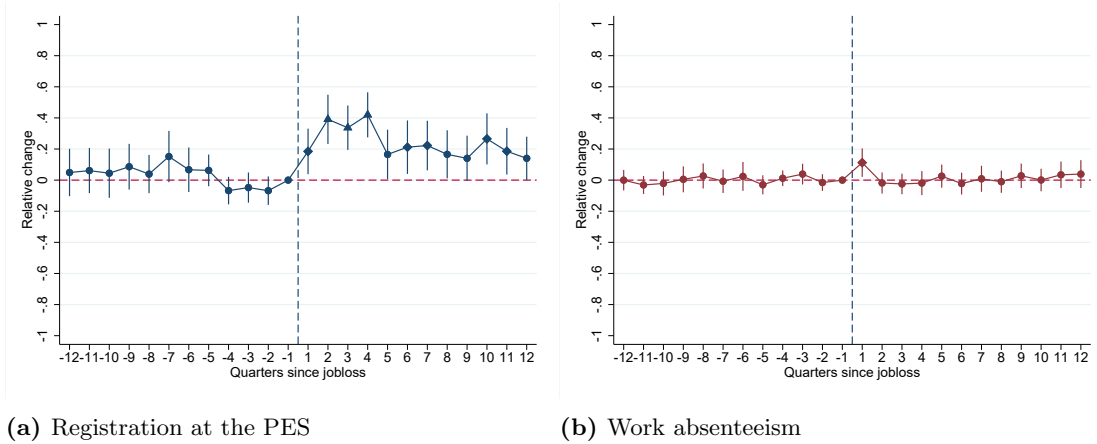 1
.8
.6
.4
.2
0
-.2
-.4
-.6
-.8
-1
Relative change
-12 -11 -10 -9 -8 -7 -6 -5 -4 -3 -2 -1 1 2 3 4 5 6 7 8 9 10 11 12
Quarters since jobloss
(a) Registration at the PES
1
.8
.6
.4
.2
0
-.2
-.4
-.6
-.8
-1
Relative change
-12 -11 -10 -9 -8 -7 -6 -5 -4 -3 -2 -1 1 2 3 4 5 6 7 8 9 10 11 12
Quarters since jobloss
(b) Work absenteeism